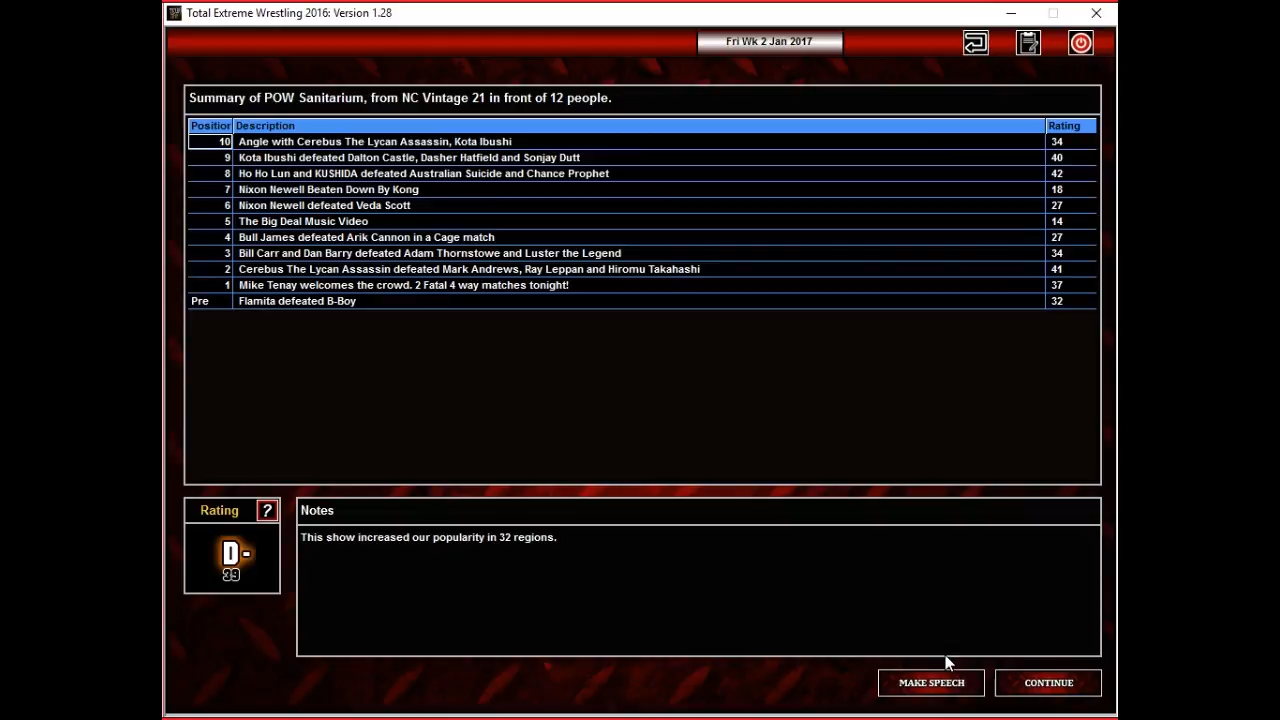 Total Extreme Wrestling 2016: Version 1.28
Fri Wk 2 Jan 2017
Summary of POW Sanitarium, from NC Vintage 21 in front of 12 people.
Position Description Rating
10 Angle with Cerebus The Lycan Assassin, Kota Ibushi 34
9 Kota Ibushi defeated Dalton Castle, Dasher Hatfield and Sonjay Dutt 40
8 Ho Ho Lun and KUSHIDA defeated Australian Suicide and Chance Prophet 42
7 Nixon Newell Beaten Down By Kong 18
6 Nixon Newell defeated Veda Scott 27
5 The Big Deal Music Video 14
4 Bull James defeated Arik Cannon in a Cage match 27
3 Bill Carr and Dan Barry defeated Adam Thornstowe and Luster the Legend 34
2 Cerebus The Lycan Assassin defeated Mark Andrews, Ray Leppan and Hiromu Takahashi 41
1 Mike Tenay welcomes the crowd. 2 Fatal 4 way matches tonight! 37
Pre Flamita defeated B-Boy 32
Rating ? Notes
This show increased our popularity in 32 regions.
D-
39
MAKE SPEECH CONTINUE